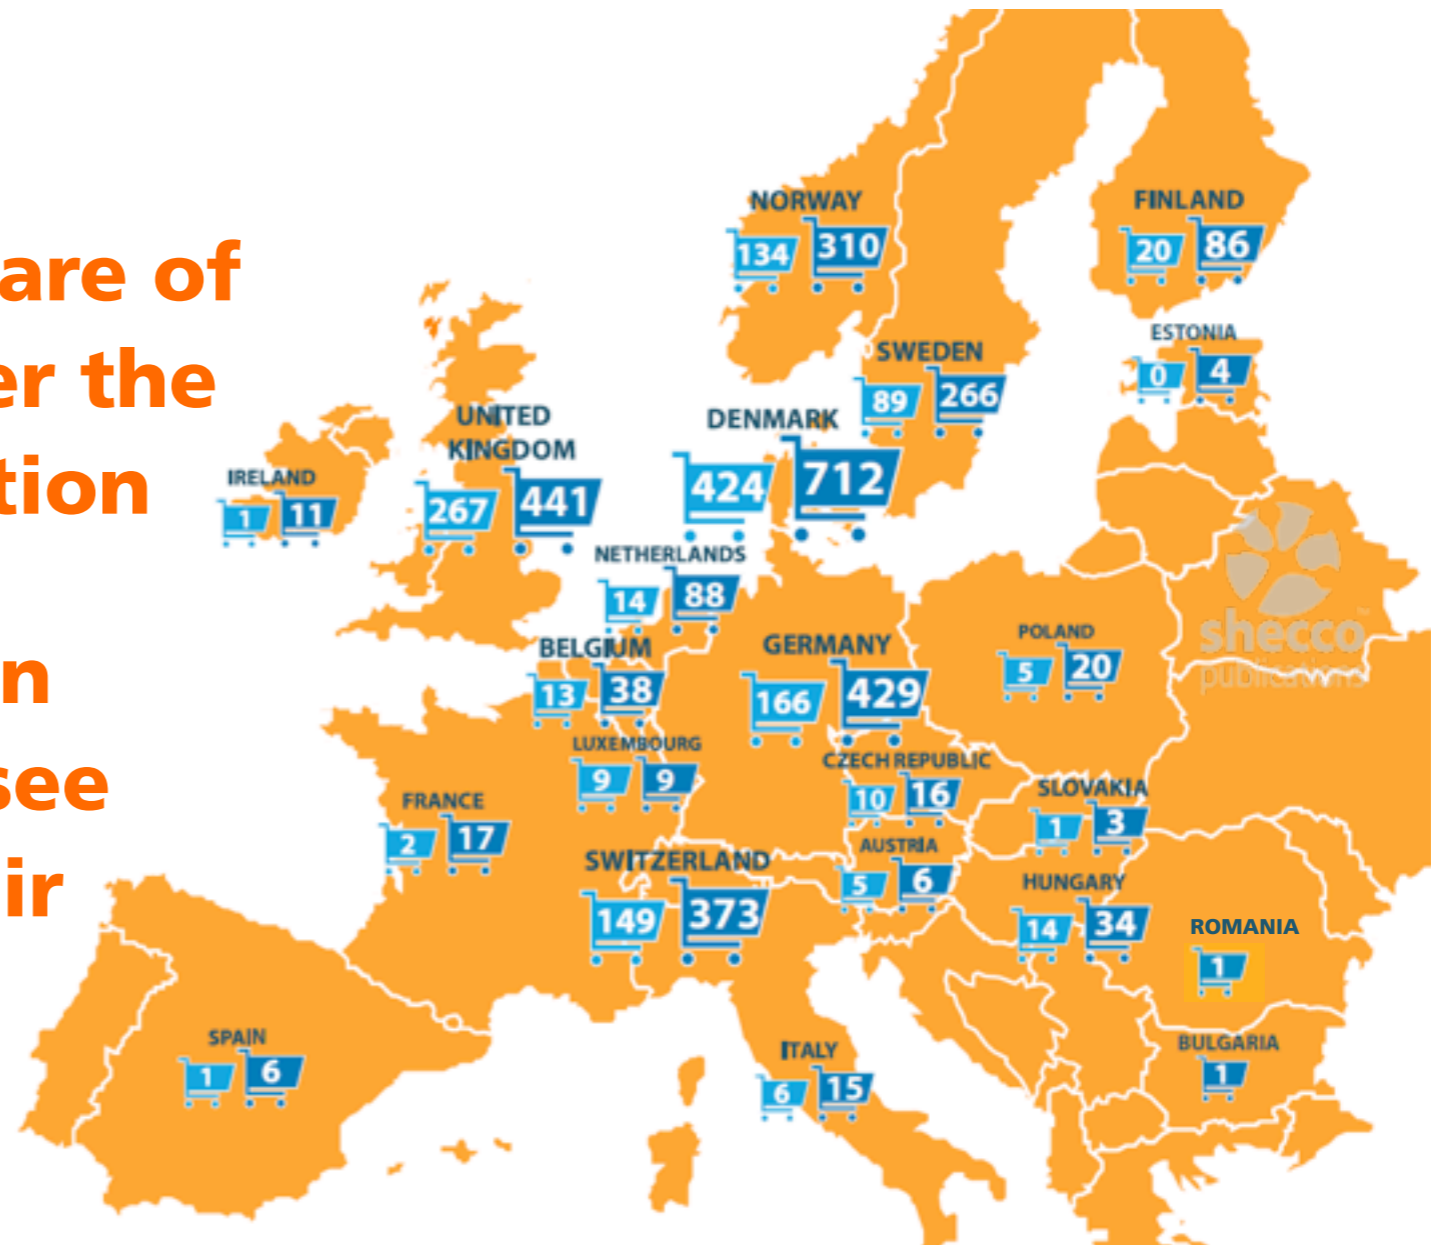 are of
er the
tion
n
see
ir
NORWAY
134 310
FINLAND
20 86
ESTONIA
0 4
SWEDEN
89 266
DENMARK
424 712
UNITED
KINGDOM
267 441
IRELAND
1 11
NETHERLANDS
14 88
BELGIUM
13 38
GERMANY
166 429
POLAND
5 20
shecco
publications
LUXEMBOURG
9 9
CZECH REPUBLIC
10 16
SLOVAKIA
1 3
FRANCE
2 17
SWITZERLAND
149 373
AUSTRIA
5 6
HUNGARY
14 34
ROMANIA
1
SPAIN
1 6
ITALY
6 15
BULGARIA
1